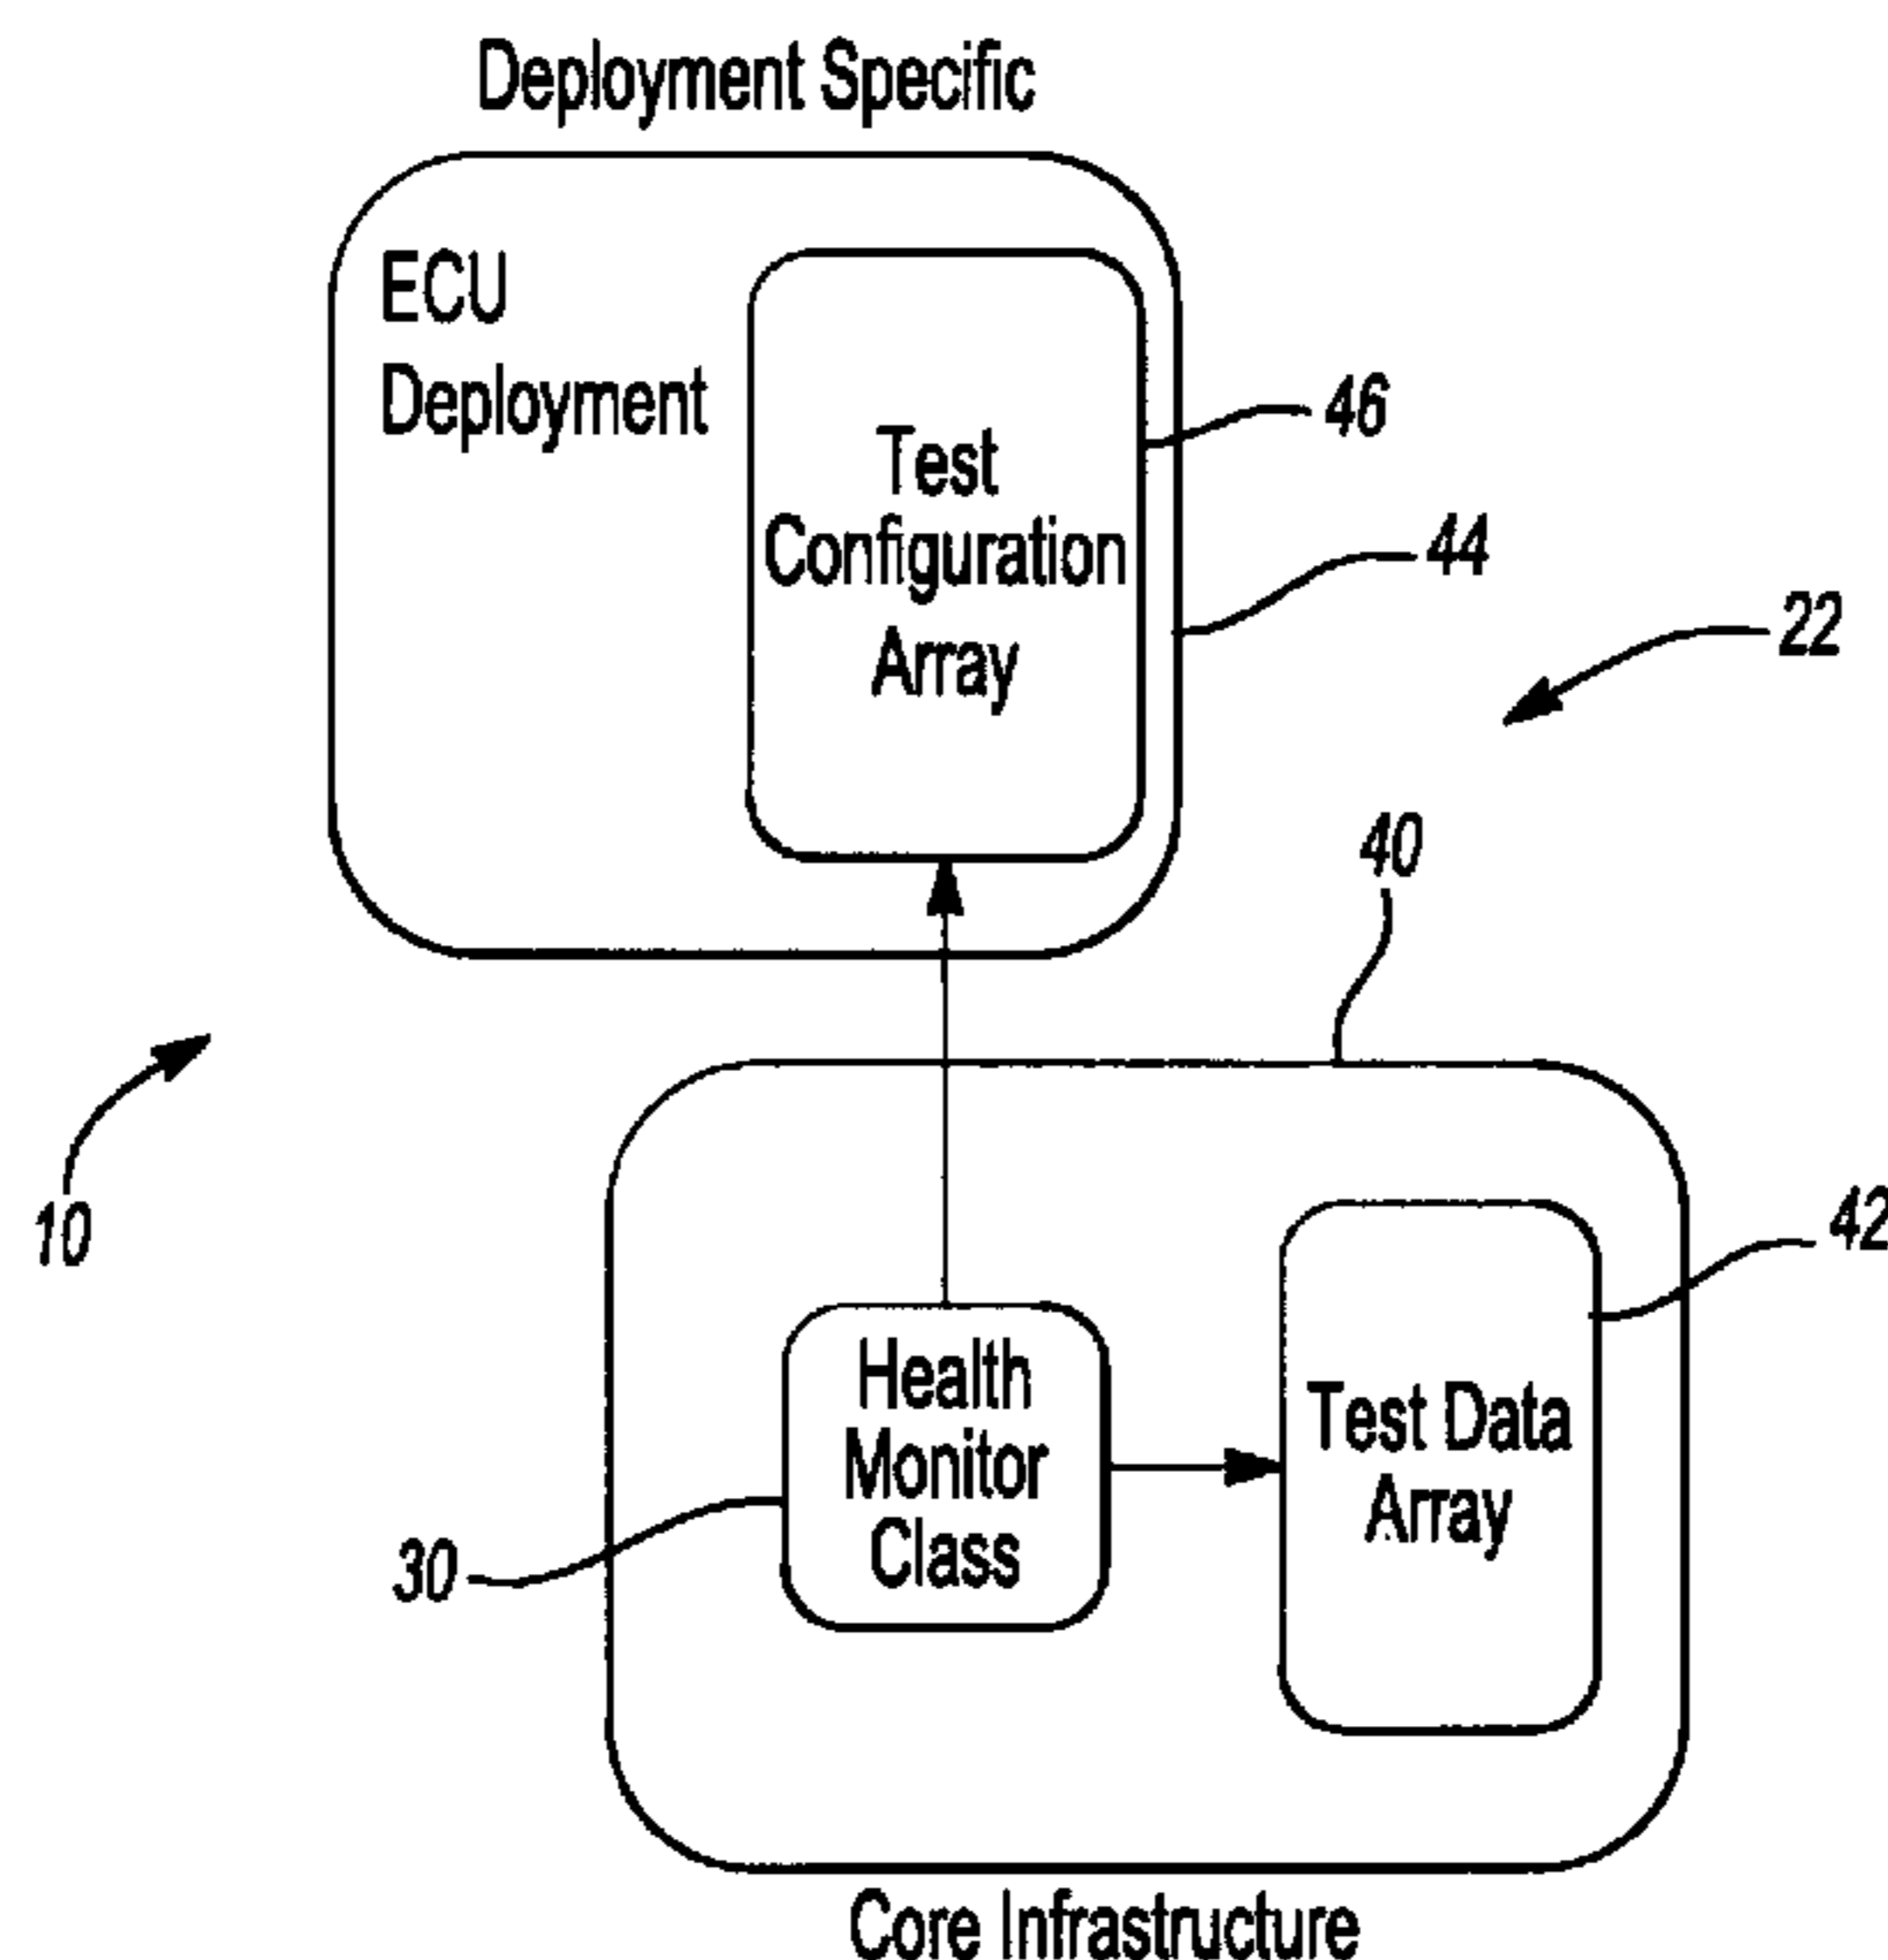 Deployment Specific
ECU
Deployment
Test
Configuration
Array
46
44
22
40
10
42
Health
Monitor
Class
Test Data
Array
30
Core Infrastructure